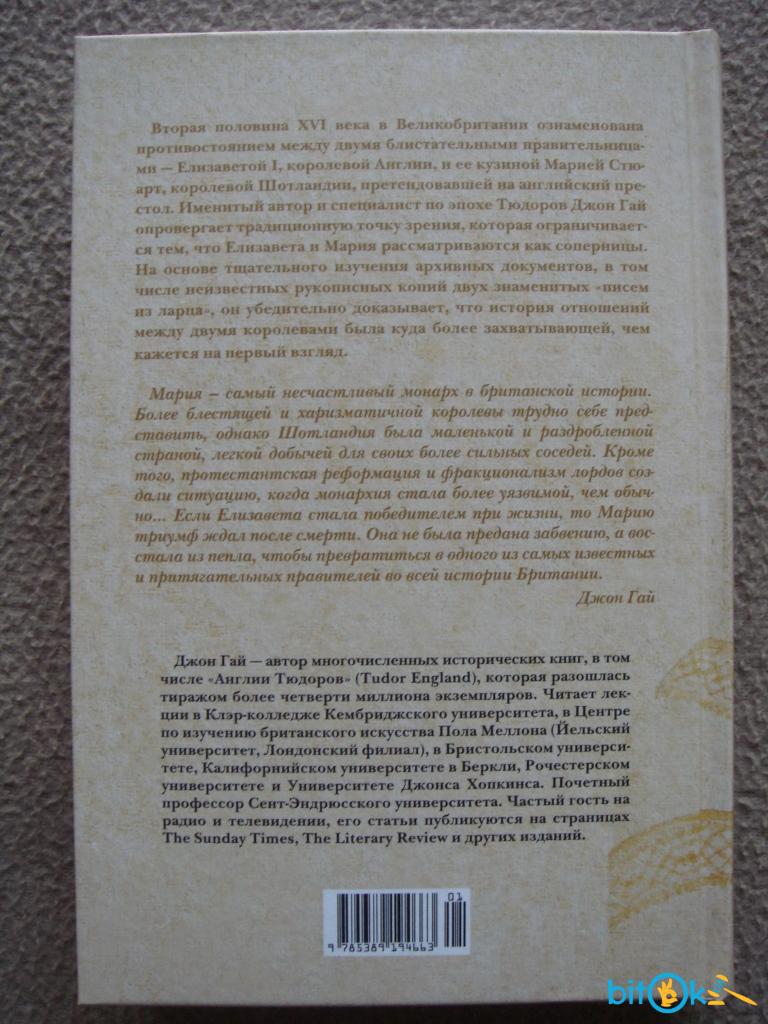 Вторая половина XVI века в Великобритании ознаменована
противостоянием между двумя блистательными правительница-
ми — Елизаветой I, королевой Англии, и ее кузиной Марией Стю-
арт, королевой Шотландии, претендовавшей на английский пре-
стол. Именитый автор и специалист по эпохе Тюдоров Джон Гай
опровергает традиционную точку зрения, которая ограничивает-
ся тем, что Елизавета и Мария рассматриваются как соперницы.
На основе тщательного изучения архивных документов, в том
числе неизвестных рукописных копий двух знаменитых «писем
из ларца», он убедительно доказывает, что история отношений
между двумя королевами была куда более захватывающей, чем
кажется на первый взгляд.
Мария — самый несчастливый монарх в британской истории.
Более блестящей и харизматичной королевы трудно себе пред-
ставить, однако Шотландия была маленькой и раздробленной
страной, легкой добычей для своих более сильных соседей. Кроме
того, протестантская реформация и фракционализм лордов соз-
дали ситуацию, когда монархия стала более уязвимой, чем обыч-
но... Если Елизавета стала победителем при жизни, то Марию
триумф ждал после смерти. Она не была предана забвению, а вос-
стала из пепла, чтобы превратиться в одного из самых известных
и притягательных правителей во всей истории Британии.
Джон Гай
Джон Гай — автор многочисленных исторических книг, в том
числе «Англии Тюдоров» (Tudor England), которая разошлась
тиражом более четверти миллиона экземпляров. Читает лек-
ции в Клэр-колледже Кембриджского университета, в Центре
по изучению британского искусства Пола Меллона (Йельский
университет, Лондонский филиал), в Бристольском универси-
тете, Калифорнийском университете в Беркли, Рочестерском
университете и Университете Джонса Хопкинса. Почетный
профессор Сент-Эндрюсского университета. Частый гость на
радио и телевидении, его статьи публикуются на страницах
The Sunday Times, The Literary Review и других изданий.
01
9 785389 194663
bitOk